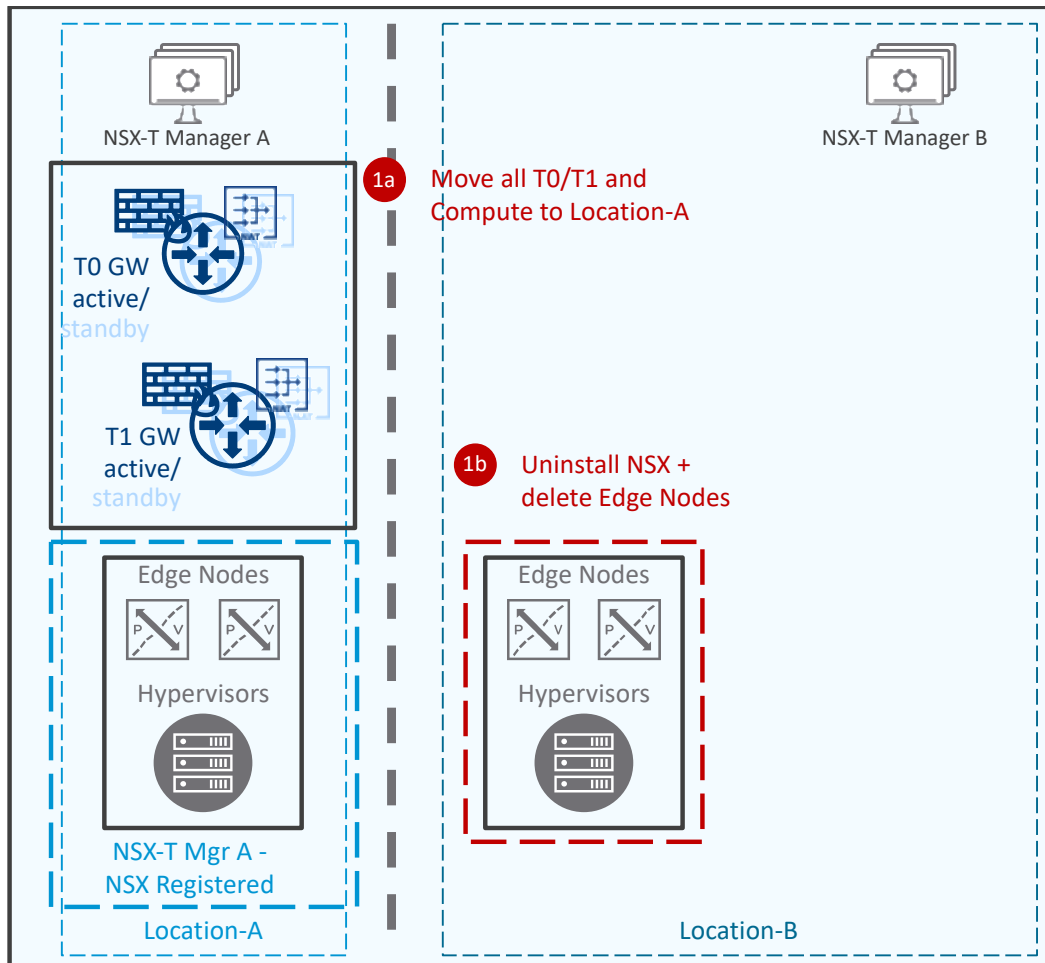 NSX-T Manager A
NSX-T Manager B
1a
Move all T0/T1 and
Compute to Location-A
NAT
T0 GW
active/
standby
NAT
T1 GW
active/
standby
1b
Uninstall NSX +
delete Edge Nodes
Edge Nodes
P V
P V
Hypervisors
Edge Nodes
P V
P V
Hypervisors
NSX-T Mgr A -
NSX Registered
Location-A
Location-B